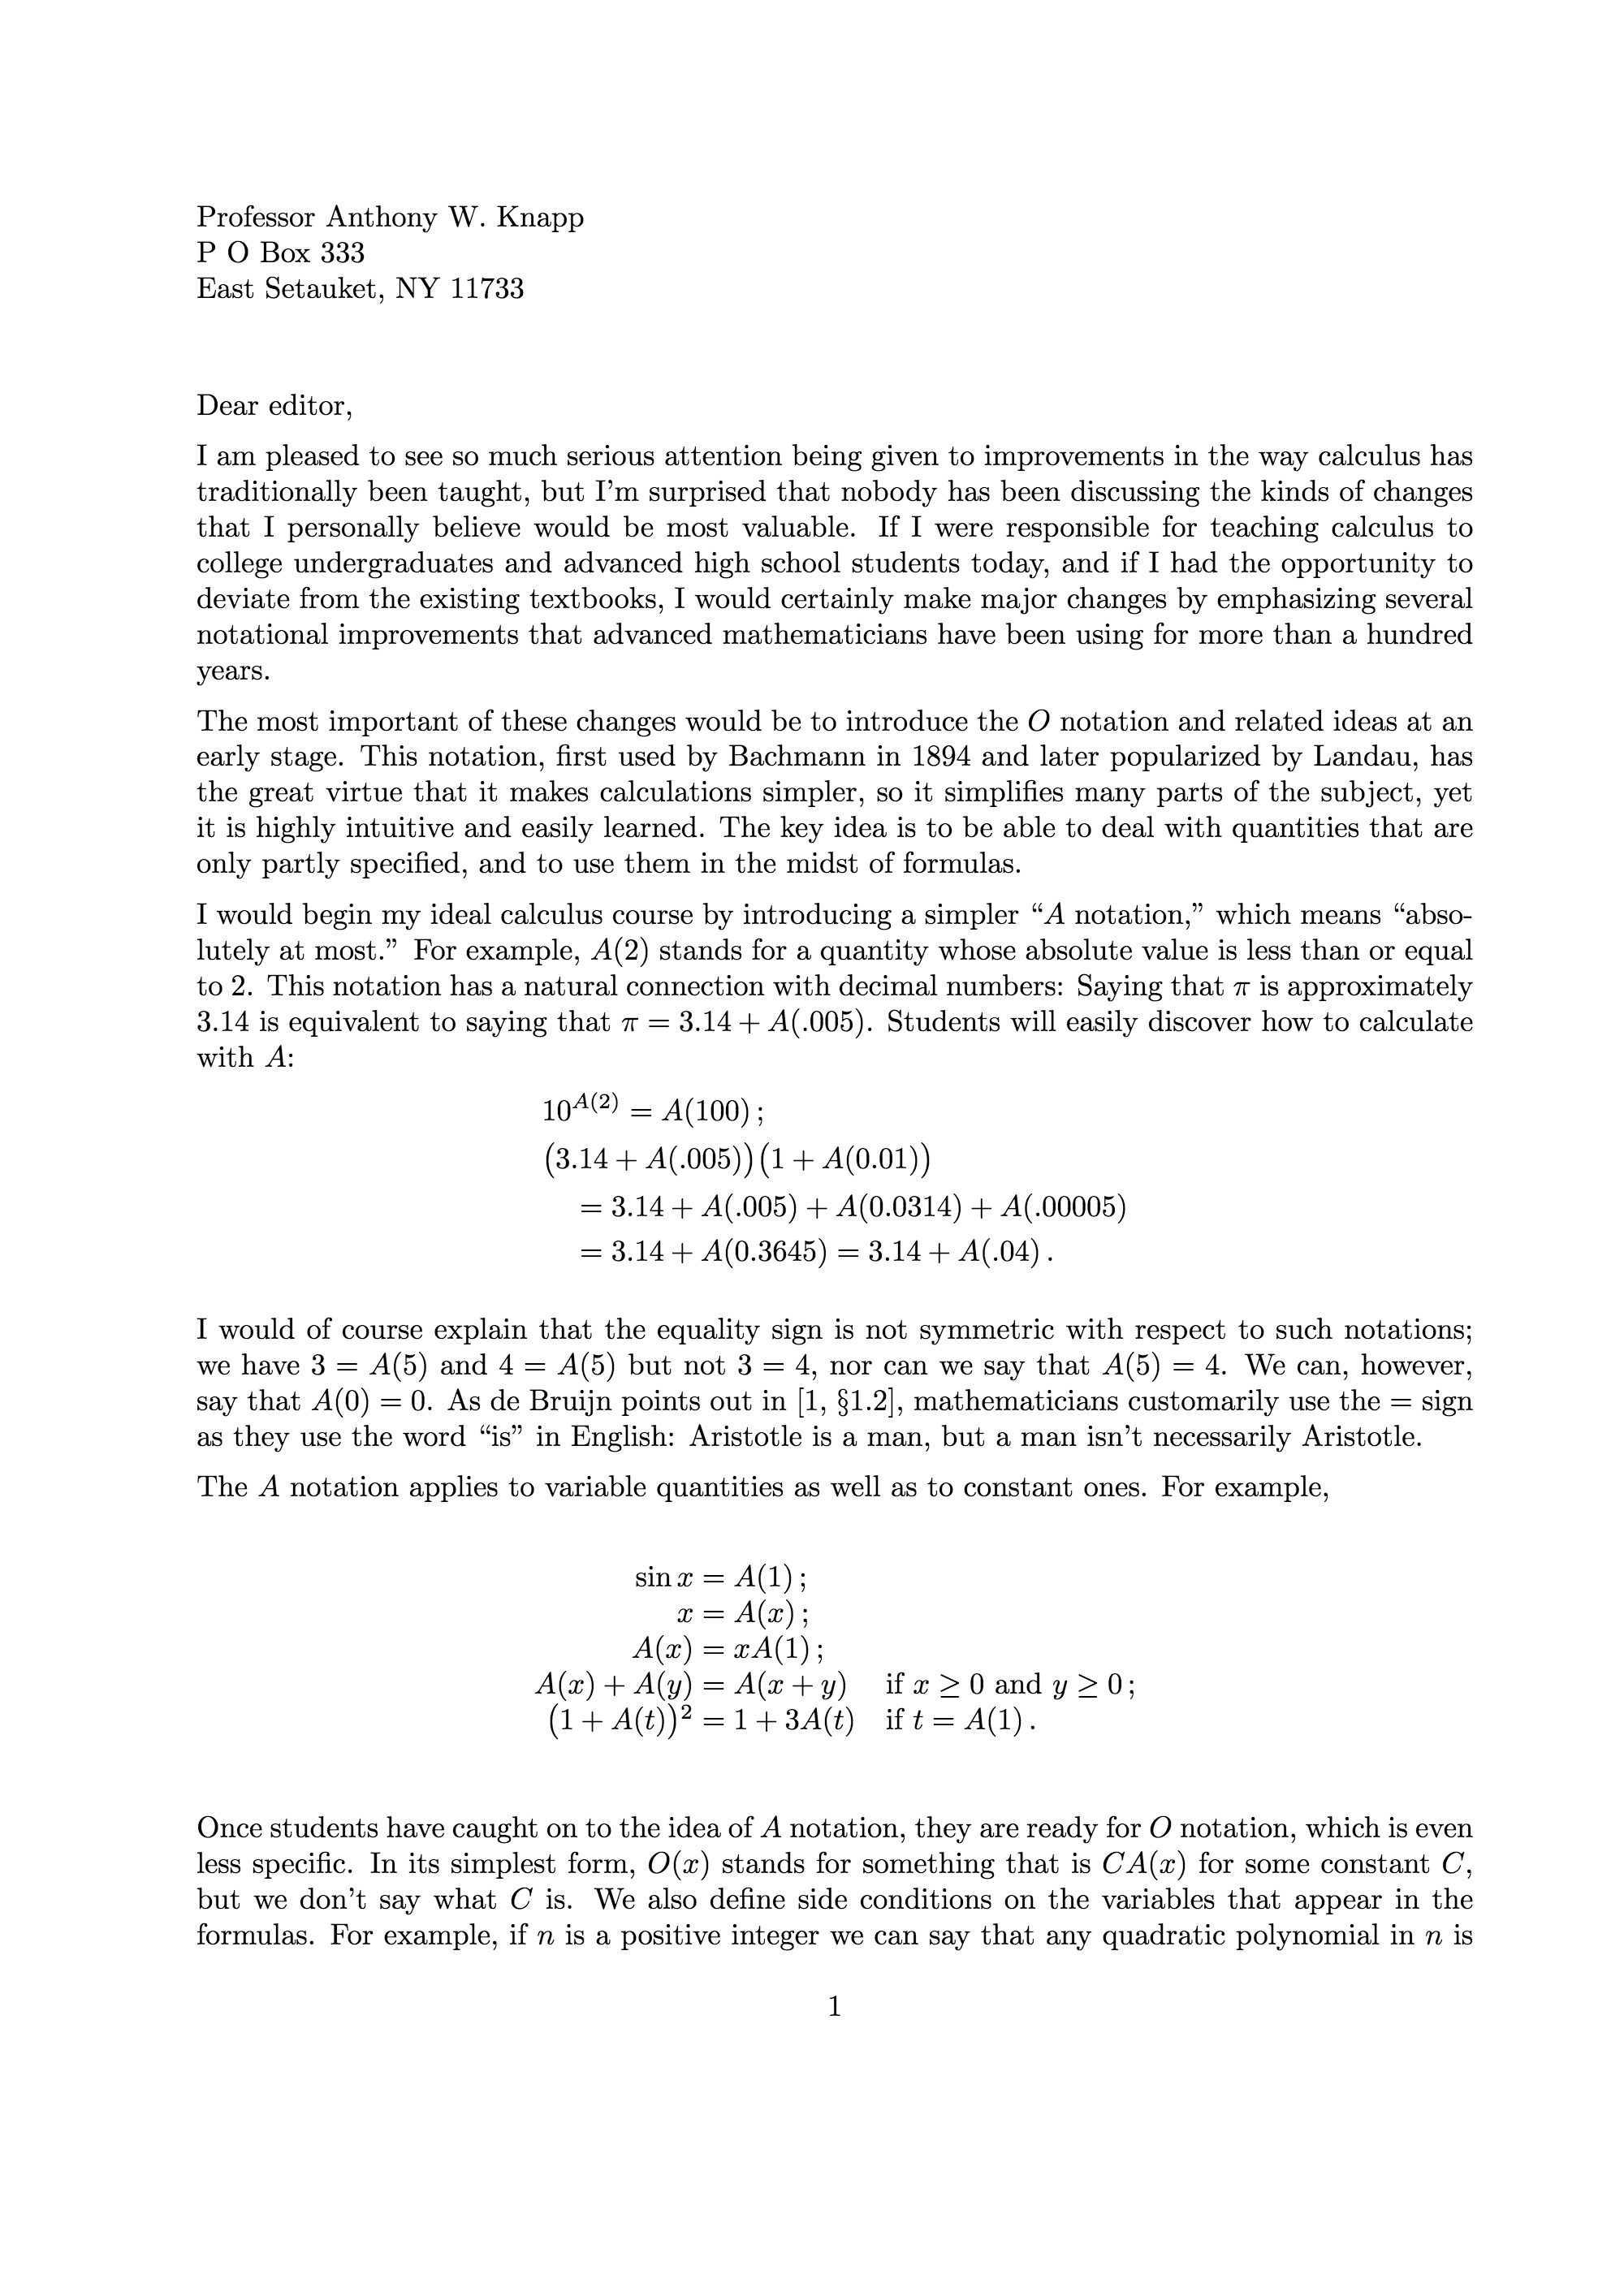 Professor Anthony W. Knapp
P O Box 333
East Setauket, NY 11733
Dear editor,
I am pleased to see so much serious attention being given to improvements in the way calculus has
traditionally been taught, but I’m surprised that nobody has been discussing the kinds of changes
that I personally believe would be most valuable. If I were responsible for teaching calculus to
college undergraduates and advanced high school students today, and if I had the opportunity to
deviate from the existing textbooks, I would certainly make major changes by emphasizing several
notational improvements that advanced mathematicians have been using for more than a hundred
years.
The most important of these changes would be to introduce the O notation and related ideas at an
early stage. This notation, first used by Bachmann in 1894 and later popularized by Landau, has
the great virtue that it makes calculations simpler, so it simplifies many parts of the subject, yet
it is highly intuitive and easily learned. The key idea is to be able to deal with quantities that are
only partly specified, and to use them in the midst of formulas.
I would begin my ideal calculus course by introducing a simpler “A notation,” which means “abso-
lutely at most.” For example, A(2) stands for a quantity whose absolute value is less than or equal
to 2. This notation has a natural connection with decimal numbers: Saying that π is approximately
3.14 is equivalent to saying that π = 3.14 + A(.005). Students will easily discover how to calculate
with A:
10^{A(2)} = A(100) ;
(3.14 + A(.005))(1 + A(0.01))
= 3.14 + A(.005) + A(0.0314) + A(.00005)
= 3.14 + A(0.3645) = 3.14 + A(.04) .
I would of course explain that the equality sign is not symmetric with respect to such notations;
we have 3 = A(5) and 4 = A(5) but not 3 = 4, nor can we say that A(5) = 4. We can, however,
say that A(0) = 0. As de Bruijn points out in [1, §1.2], mathematicians customarily use the = sign
as they use the word “is” in English: Aristotle is a man, but a man isn’t necessarily Aristotle.
The A notation applies to variable quantities as well as to constant ones. For example,
sin x = A(1) ;
x = A(x) ;
A(x) = xA(1) ;
A(x) + A(y) = A(x + y) if x ≥ 0 and y ≥ 0 ;
(1 + A(t))² = 1 + 3A(t) if t = A(1) .
Once students have caught on to the idea of A notation, they are ready for O notation, which is even
less specific. In its simplest form, O(x) stands for something that is CA(x) for some constant C,
but we don’t say what C is. We also define side conditions on the variables that appear in the
formulas. For example, if n is a positive integer we can say that any quadratic polynomial in n is
1